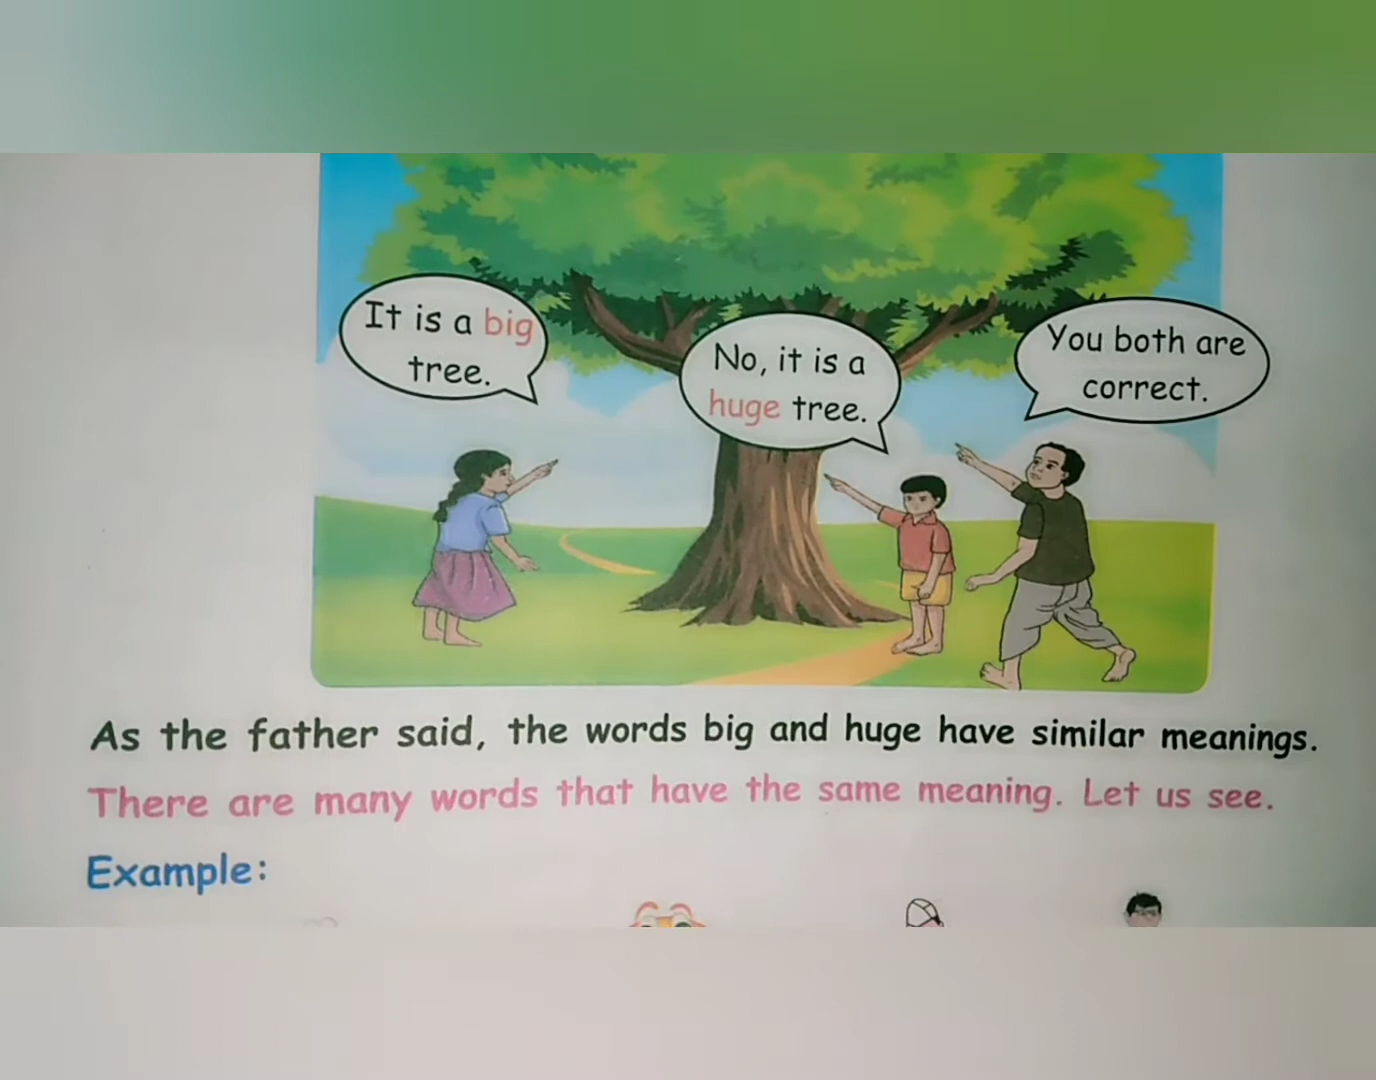 It is a big
tree.
No, it is a
huge tree.
You both are
correct.
As the father said, the words big and huge have similar meanings.
There are many words that have the same meaning. Let us see.
Example: